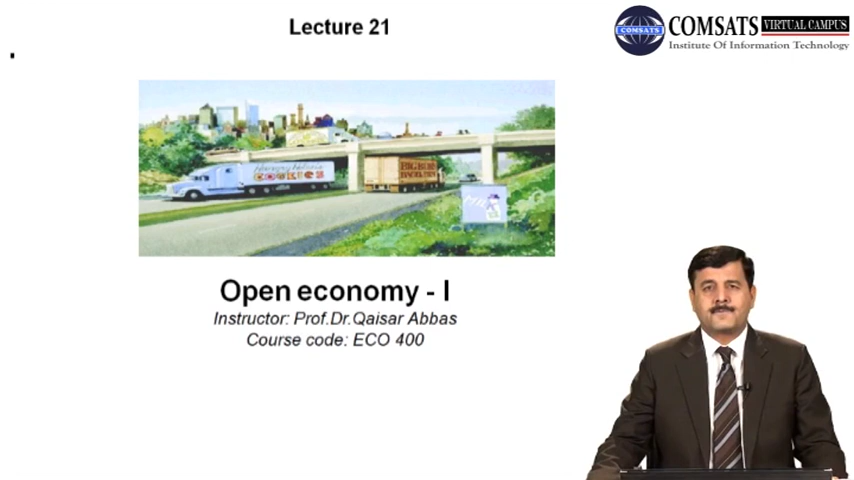 Lecture 21
COMSATS VIRTUAL CAMPUS
Institute Of Information Technology
COMSATS
COOKIES
Open economy - I
Instructor: Prof.Dr.Qaisar Abbas
Course code: ECO 400